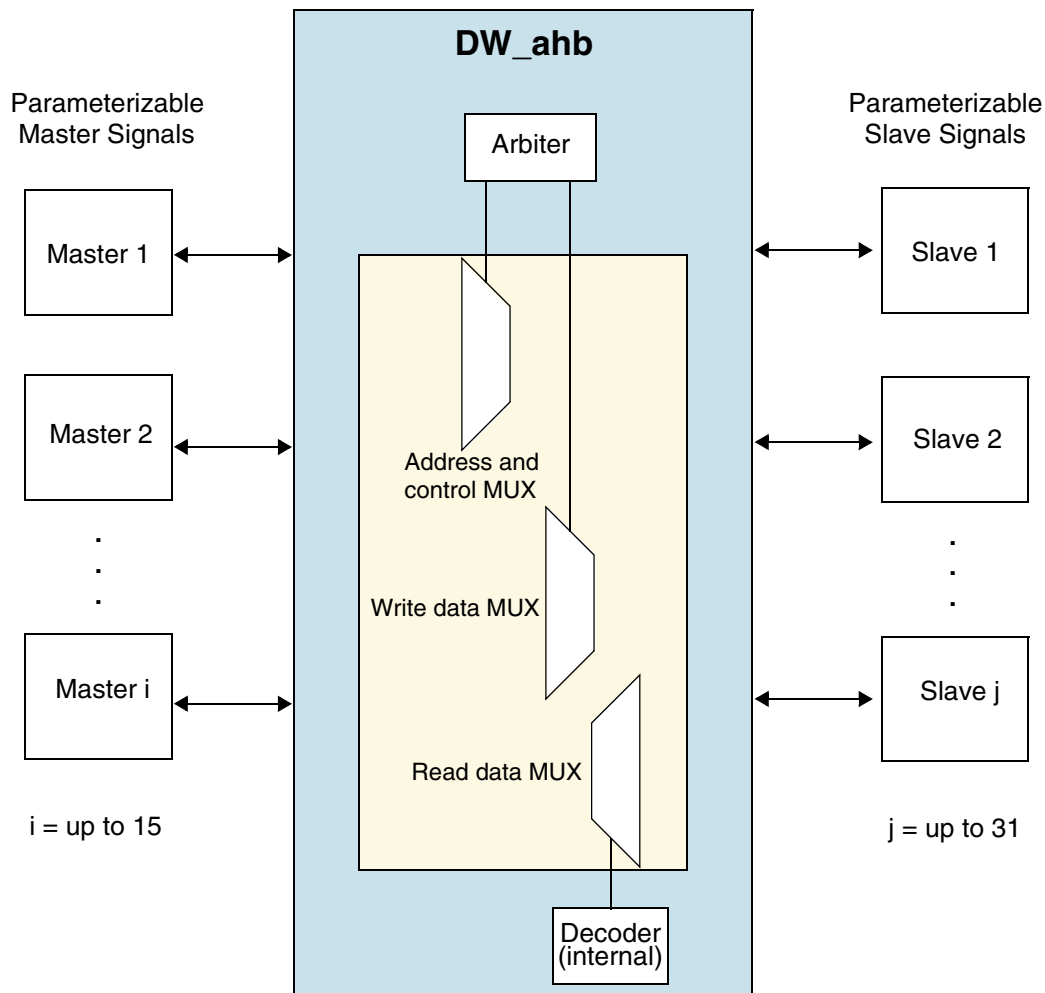 DW_ahb
Parameterizable
Master Signals
Parameterizable
Slave Signals
Arbiter
Master 1
Slave 1
Master 2
Slave 2
Address and
control MUX
.
.
.
.
.
.
Write data MUX
Master i
Slave j
Read data MUX
i = up to 15
j = up to 31
Decoder
(internal)